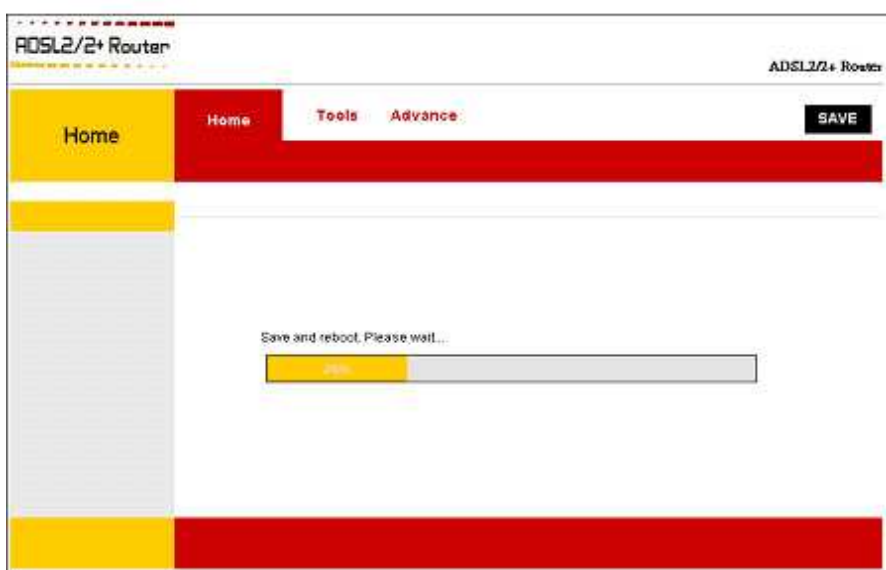 ADSL2/2+ Router
ADSL2/2+ Router
Home
Home
Tools
Advance
SAVE
Save and reboot. Please wait...